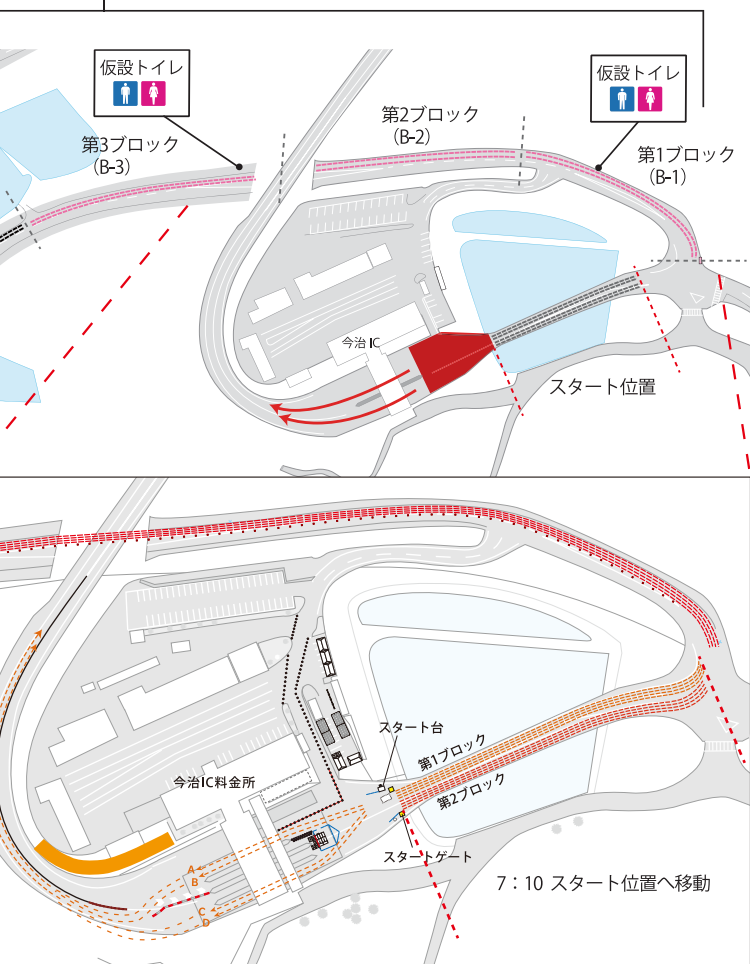 仮設トイレ
仮設トイレ
第3ブロック
(B-3)
第2ブロック
(B-2)
第1ブロック
(B-1)
今治 IC
スタート位置
スタート台
第1ブロック
第2ブロック
今治IC料金所
スタートゲート
A
B
C
D
7：10 スタート位置へ移動